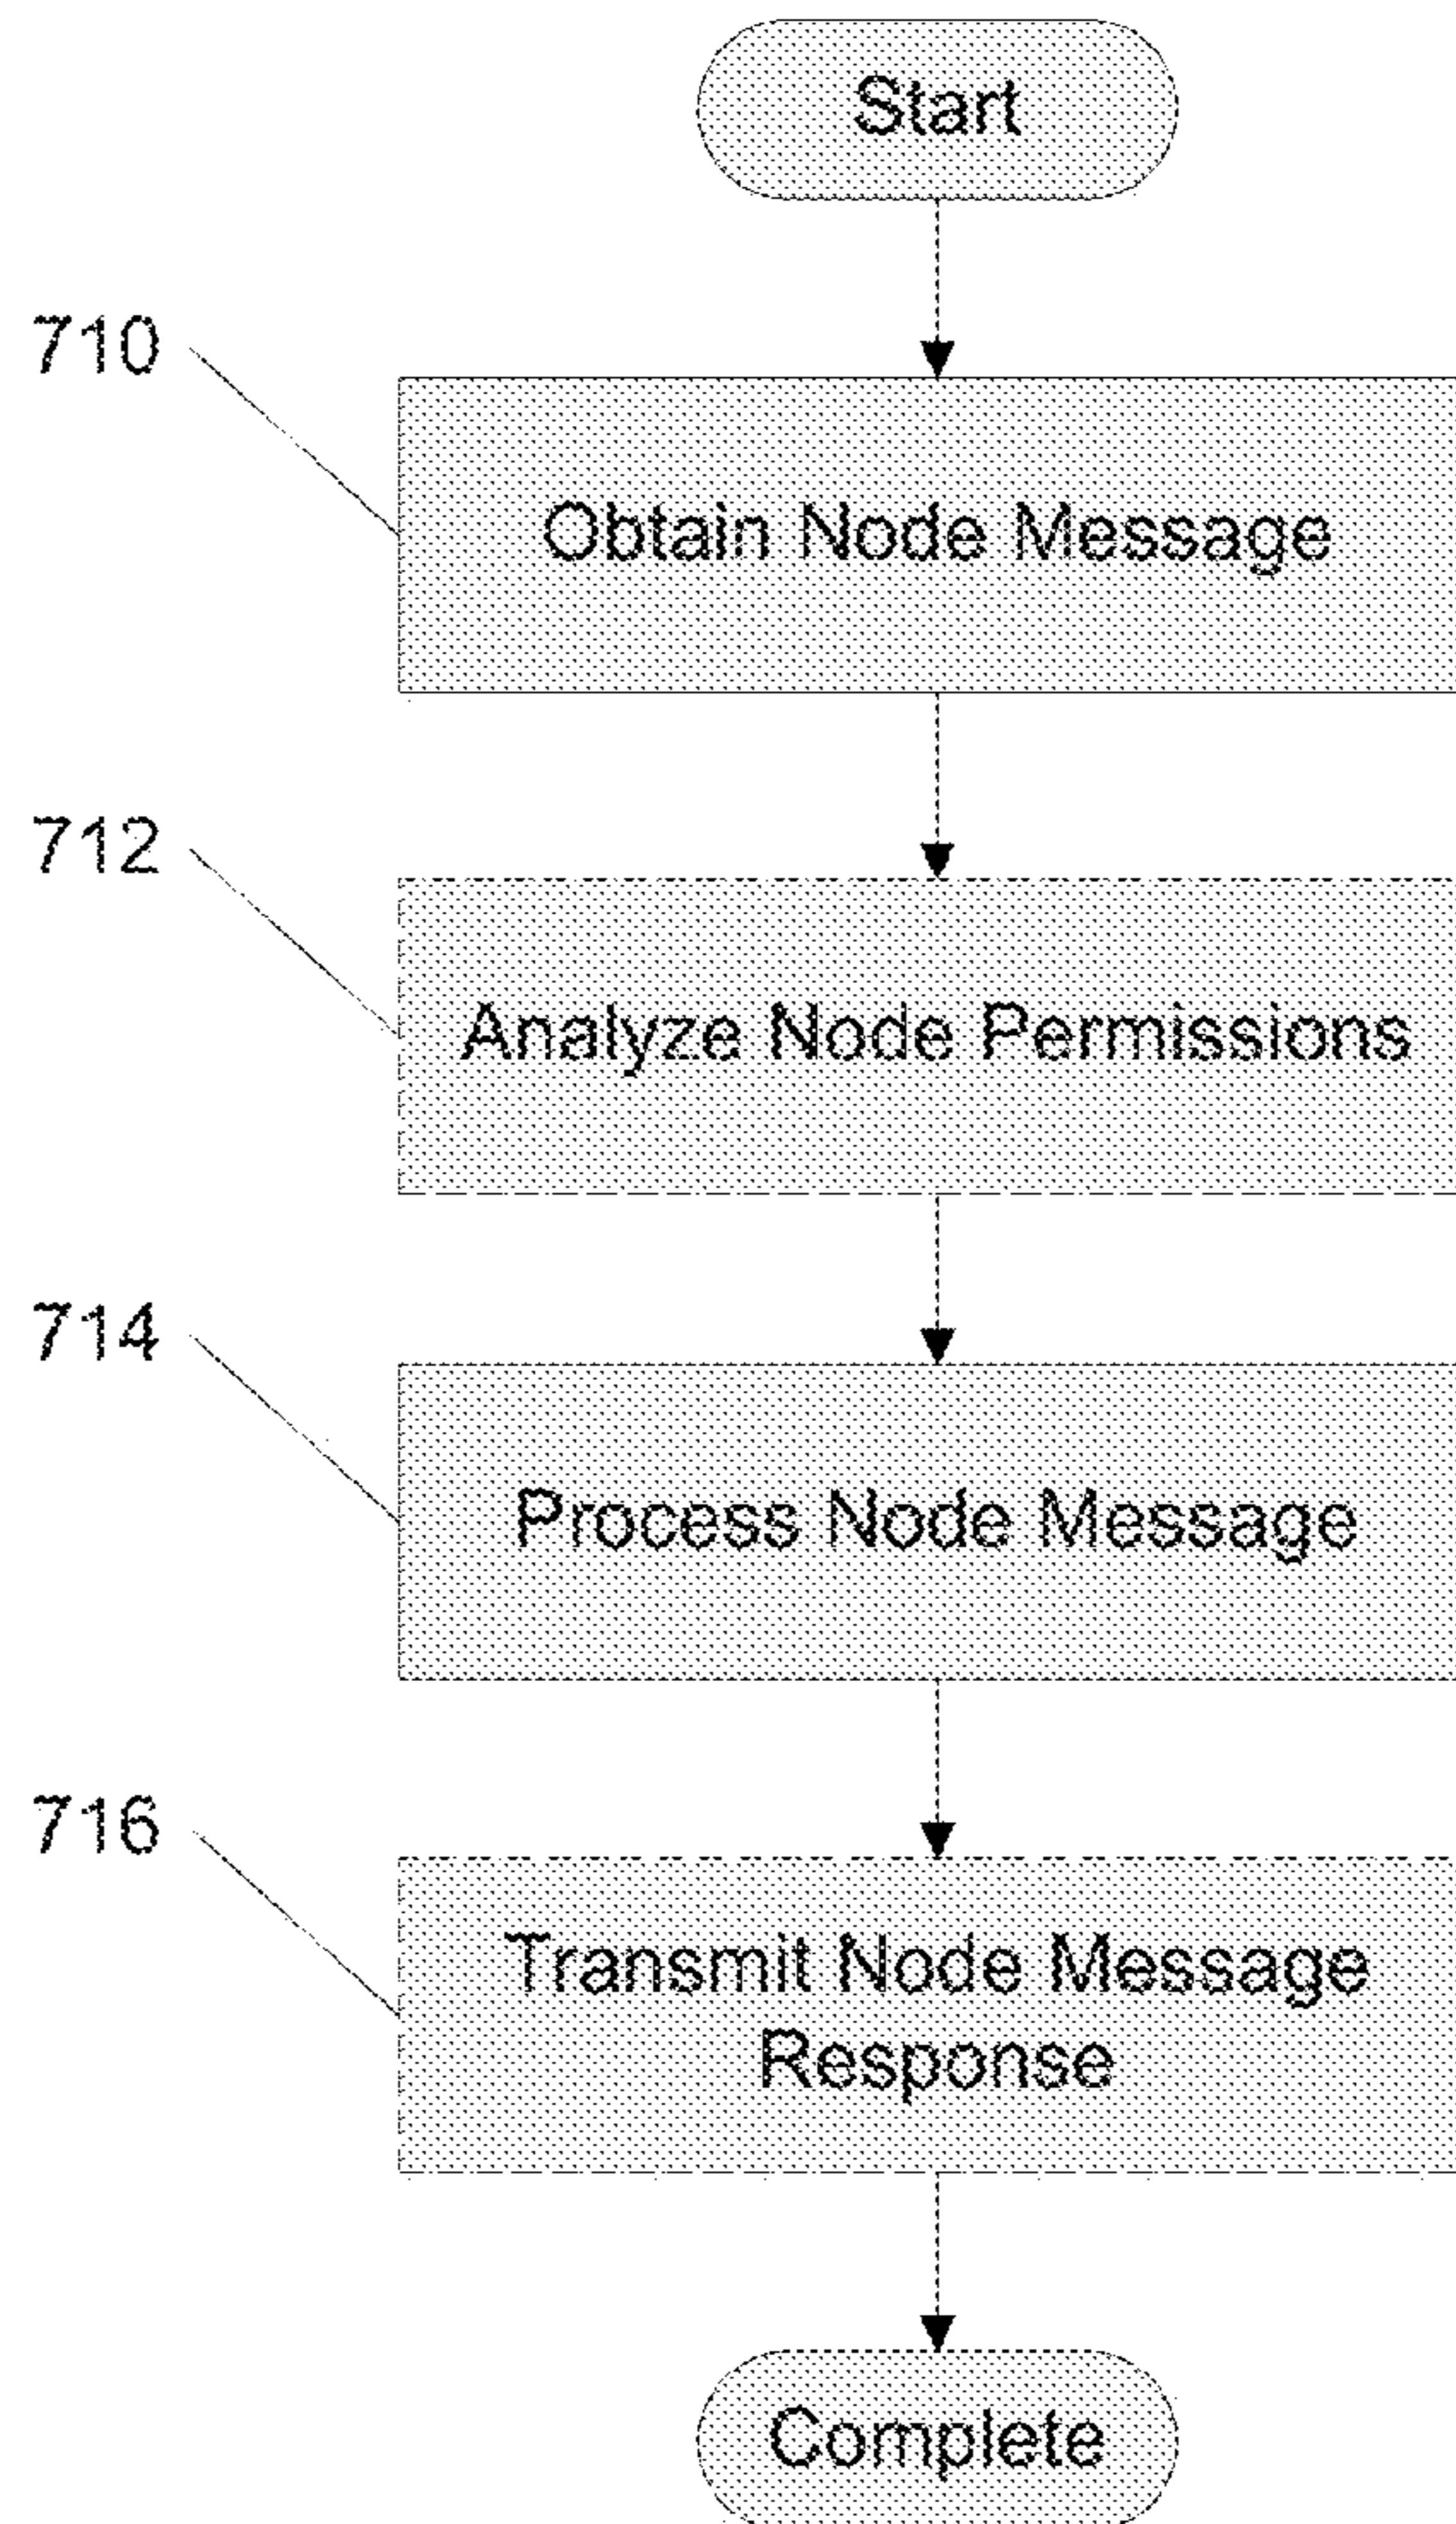 Start
710
Obtain Node Message
712
Analyze Node Permissions
714
Process Node Message
716
Transmit Node Message
Response
Complete